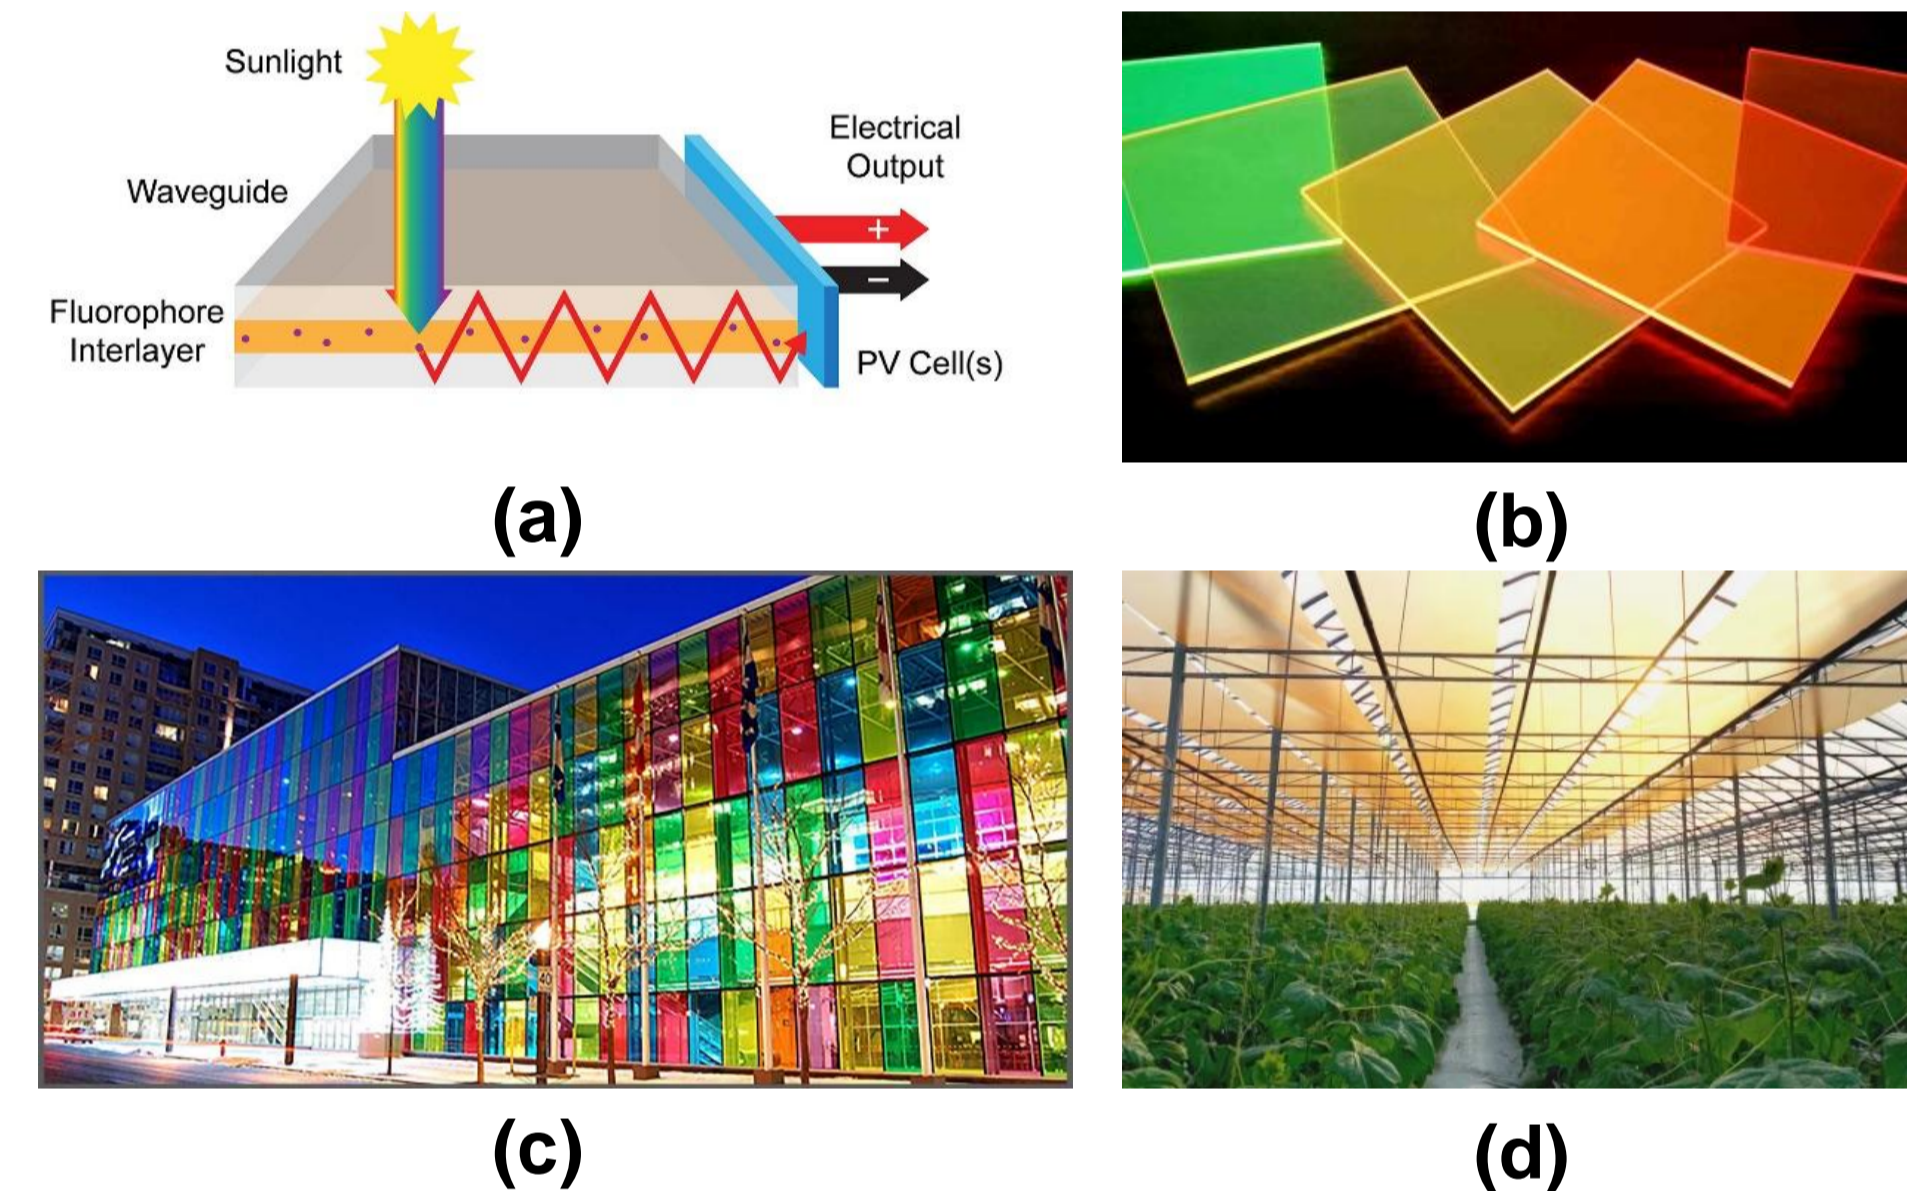 Sunlight
Waveguide
Fluorophore
Interlayer
Electrical
Output
+
−
PV Cell(s)
(a)
(b)
(c)
(d)